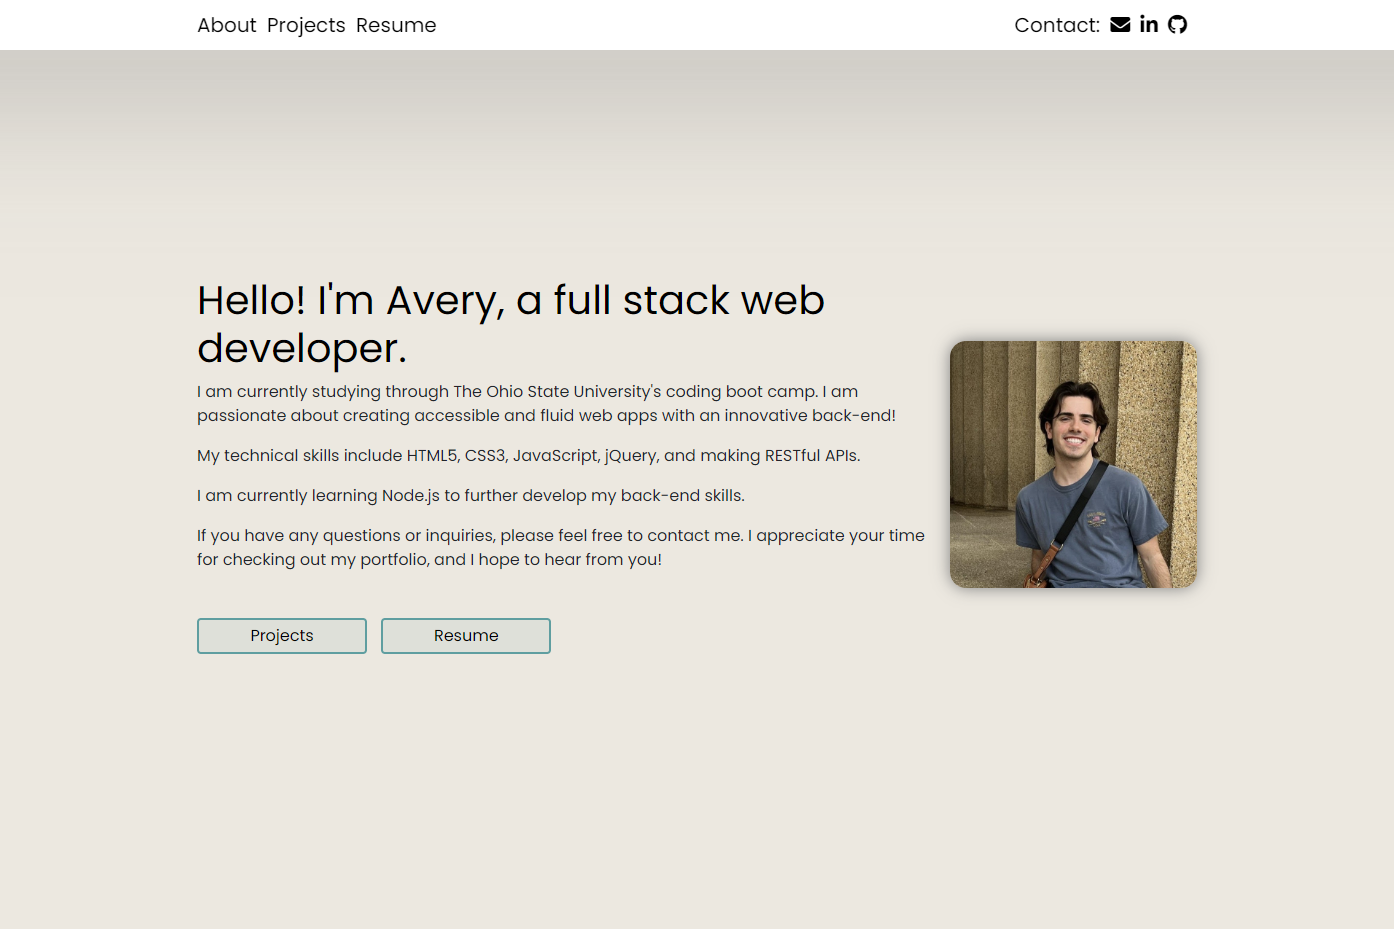 About Projects Resume
Contact:
Hello! I'm Avery, a full stack web
developer.
I am currently studying through The Ohio State University's coding boot camp. I am
passionate about creating accessible and fluid web apps with an innovative back-end!
My technical skills include HTML5, CSS3, JavaScript, jQuery, and making RESTful APIs.
I am currently learning Node.js to further develop my back-end skills.
If you have any questions or inquiries, please feel free to contact me. I appreciate your time
for checking out my portfolio, and I hope to hear from you!
Projects
Resume